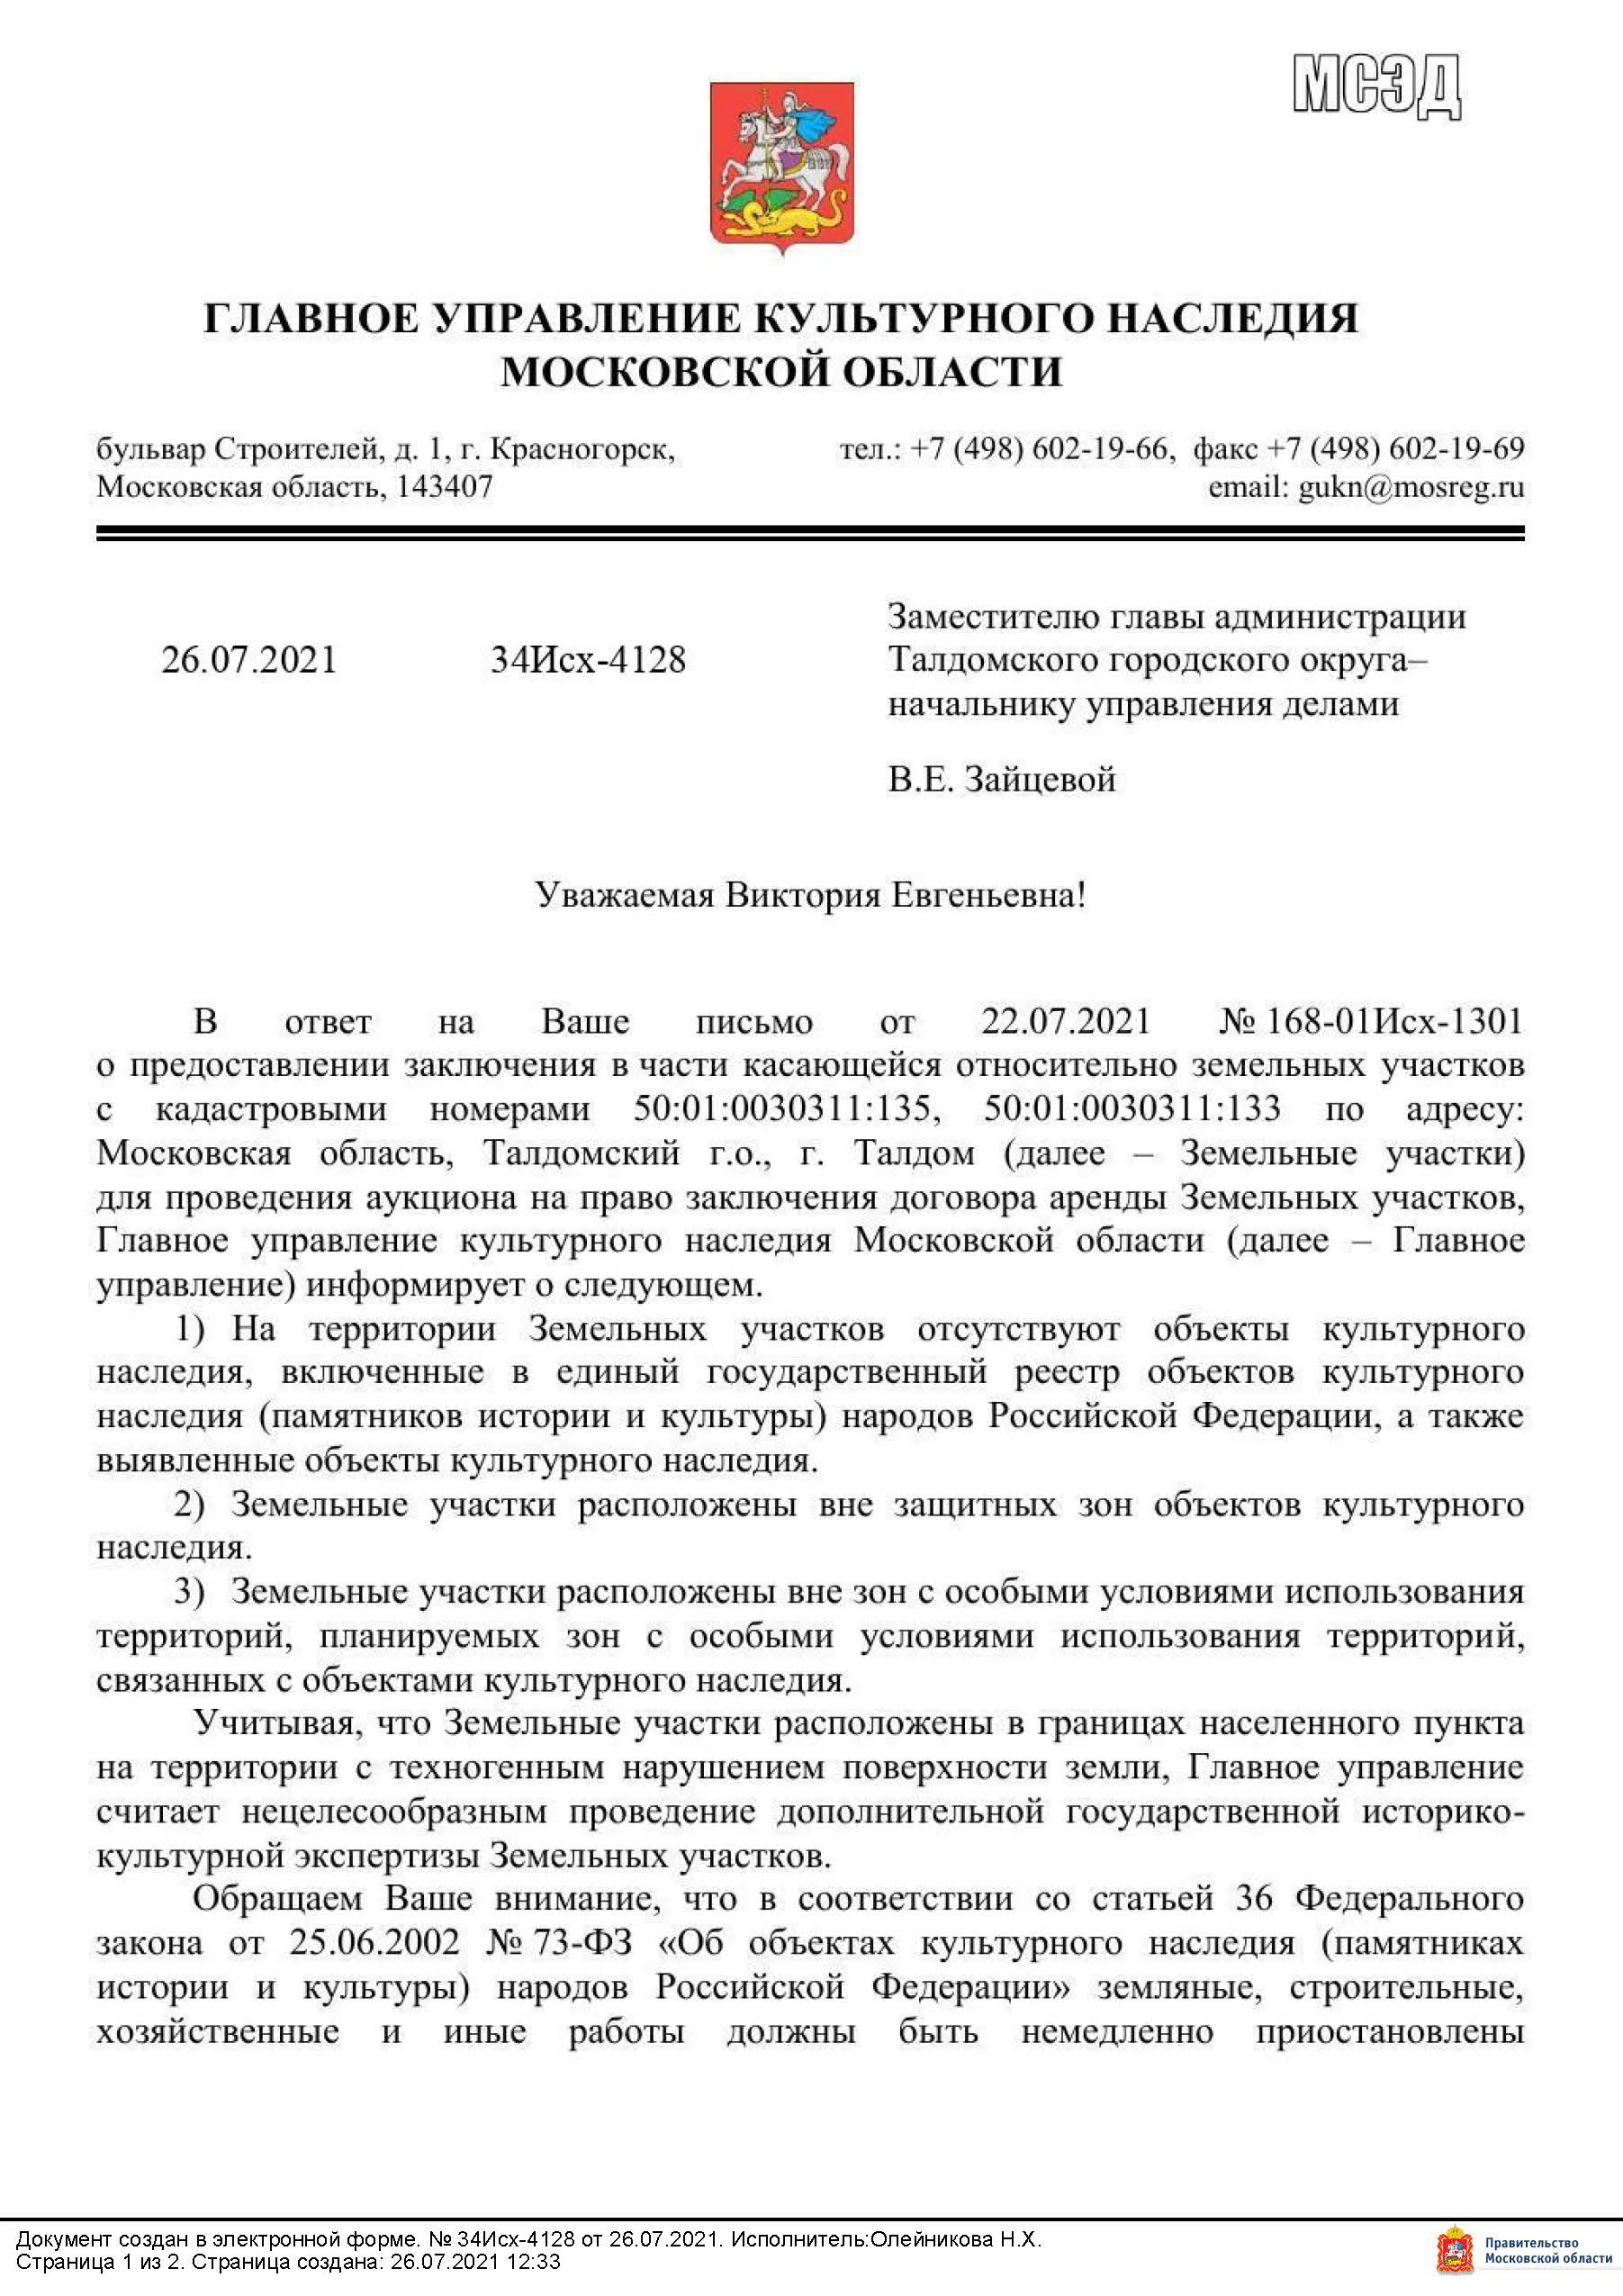 МСЭД
ГЛАВНОЕ УПРАВЛЕНИЕ КУЛЬТУРНОГО НАСЛЕДИЯ
МОСКОВСКОЙ ОБЛАСТИ
бульвар Строителей, д. 1, г. Красногорск,
Московская область, 143407
тел.: +7 (498) 602-19-66, факс +7 (498) 602-19-69
email: gukn@mosreg.ru
26.07.2021 34Исх-4128
Заместителю главы администрации
Талдомского городского округа–
начальнику управления делами
В.Е. Зайцевой
Уважаемая Виктория Евгеньевна!
В ответ на Ваше письмо от 22.07.2021 № 168-01Исх-1301
о предоставлении заключения в части касающейся относительно земельных участков
с кадастровыми номерами 50:01:0030311:135, 50:01:0030311:133 по адресу:
Московская область, Талдомский г.о., г. Талдом (далее – Земельные участки)
для проведения аукциона на право заключения договора аренды Земельных участков,
Главное управление культурного наследия Московской области (далее – Главное
управление) информирует о следующем.
1) На территории Земельных участков отсутствуют объекты культурного
наследия, включенные в единый государственный реестр объектов культурного
наследия (памятников истории и культуры) народов Российской Федерации, а также
выявленные объекты культурного наследия.
2) Земельные участки расположены вне защитных зон объектов культурного
наследия.
3) Земельные участки расположены вне зон с особыми условиями использования
территорий, планируемых зон с особыми условиями использования территорий,
связанных с объектами культурного наследия.
Учитывая, что Земельные участки расположены в границах населенного пункта
на территории с техногенным нарушением поверхности земли, Главное управление
считает нецелесообразным проведение дополнительной государственной историко-
культурной экспертизы Земельных участков.
Обращаем Ваше внимание, что в соответствии со статьей 36 Федерального
закона от 25.06.2002 № 73-ФЗ «Об объектах культурного наследия (памятниках
истории и культуры) народов Российской Федерации» земляные, строительные,
хозяйственные и иные работы должны быть немедленно приостановлены
Документ создан в электронной форме. № 34Исх-4128 от 26.07.2021. Исполнитель:Олейникова Н.Х.
Страница 1 из 2. Страница создана: 26.07.2021 12:33
Правительство
Московской области